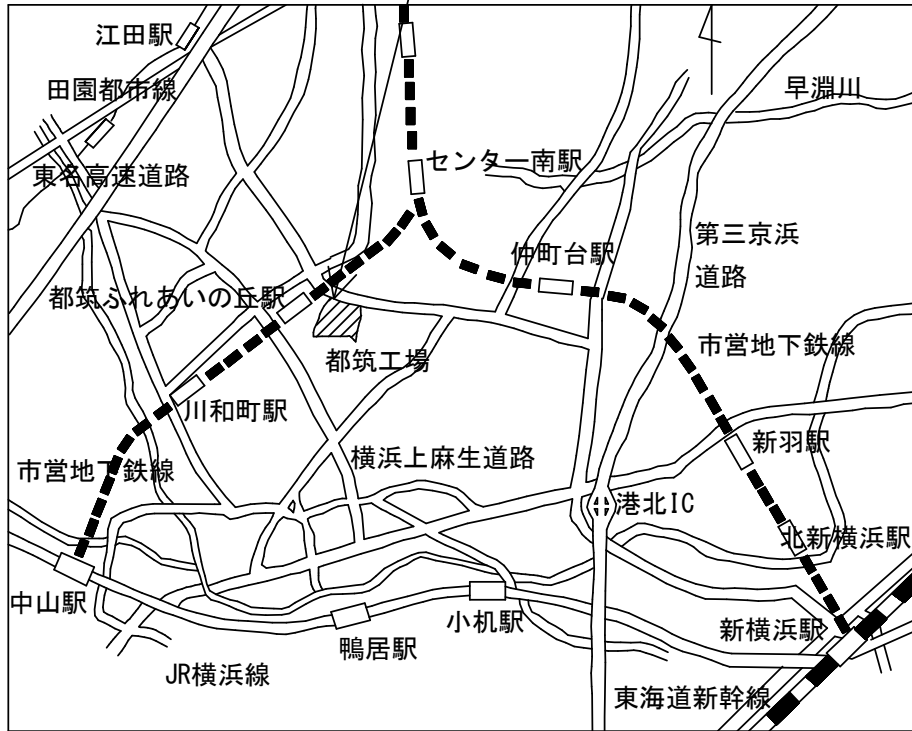 江田駅
田園都市線
早淵川
東名高速道路
センター南駅
第三京浜
道路
仲町台駅
都筑ふれあいの丘駅
都筑工場
市営地下鉄線
川和町駅
新羽駅
市営地下鉄線
横浜上麻生道路
港北IC
北新横浜駅
中山駅
小机駅
新横浜駅
鴨居駅
JR横浜線
東海道新幹線